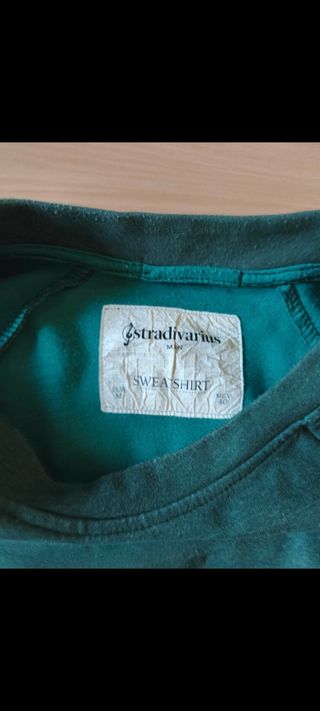 stradivarius
MAN
SWEATSHIRT
EUR MEX
M 40